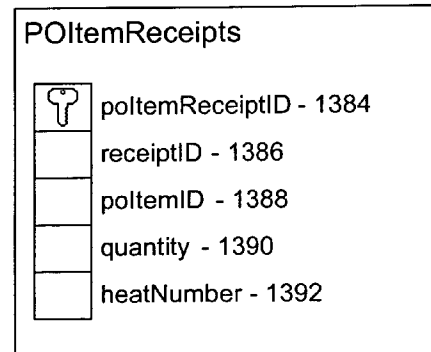 POItemReceipts
poItemReceiptID - 1384
receiptID - 1386
poItemID - 1388
quantity - 1390
heatNumber - 1392